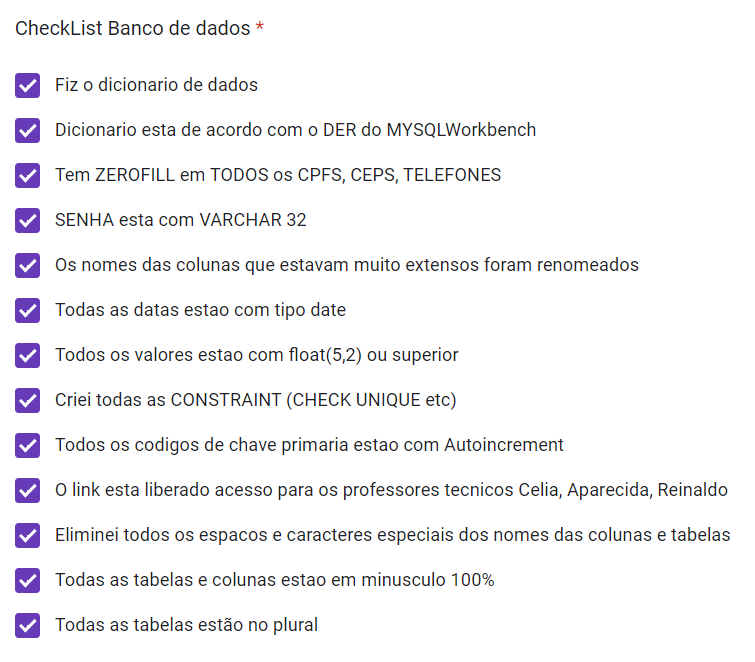 CheckList Banco de dados *
Fiz o dicionario de dados
Dicionario esta de acordo com o DER do MYSQLWorkbench
Tem ZEROFILL em TODOS os CPFS, CEPS, TELEFONES
SENHA esta com VARCHAR 32
Os nomes das colunas que estavam muito extensos foram renomeados
Todas as datas estao com tipo date
Todos os valores estao com float(5,2) ou superior
Criei todas as CONSTRAINT (CHECK UNIQUE etc)
Todos os codigos de chave primaria estao com Autoincrement
O link esta liberado acesso para os professores tecnicos Celia, Aparecida, Reinaldo
Eliminei todos os espacos e caracteres especiais dos nomes das colunas e tabelas
Todas as tabelas e colunas estao em minusculo 100%
Todas as tabelas estão no plural